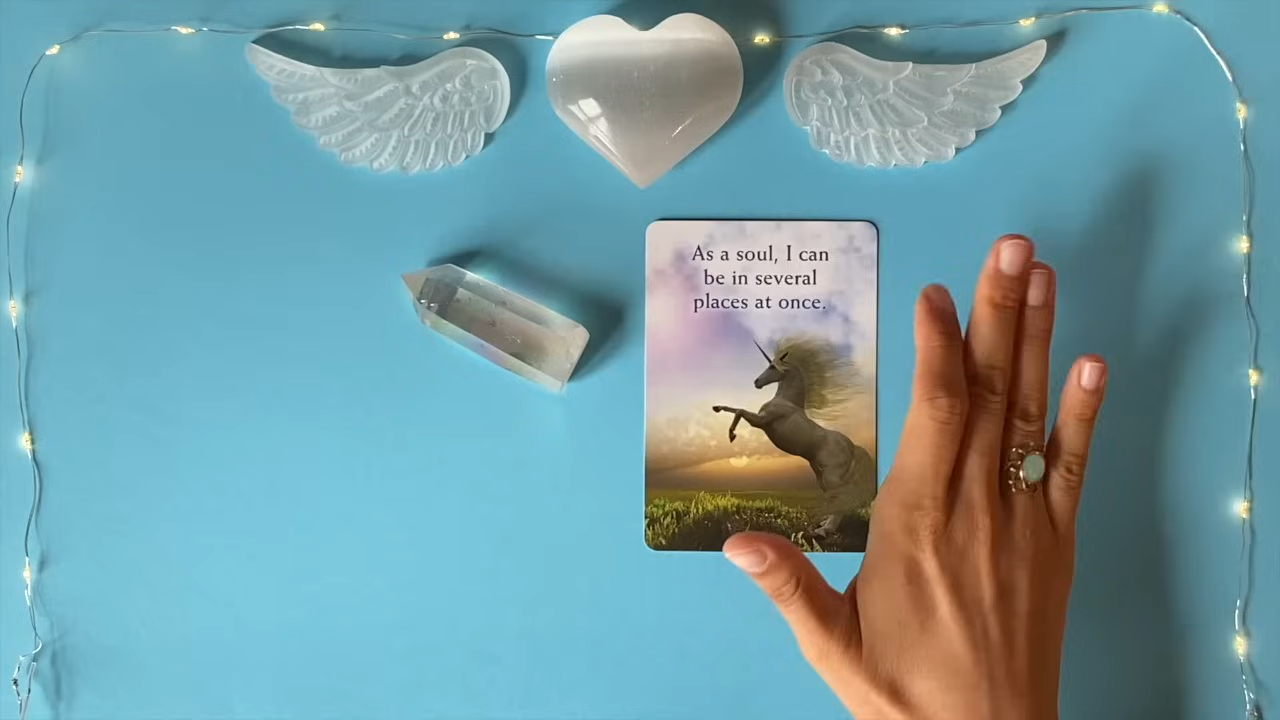 As a soul, I can
be in several
places at once.